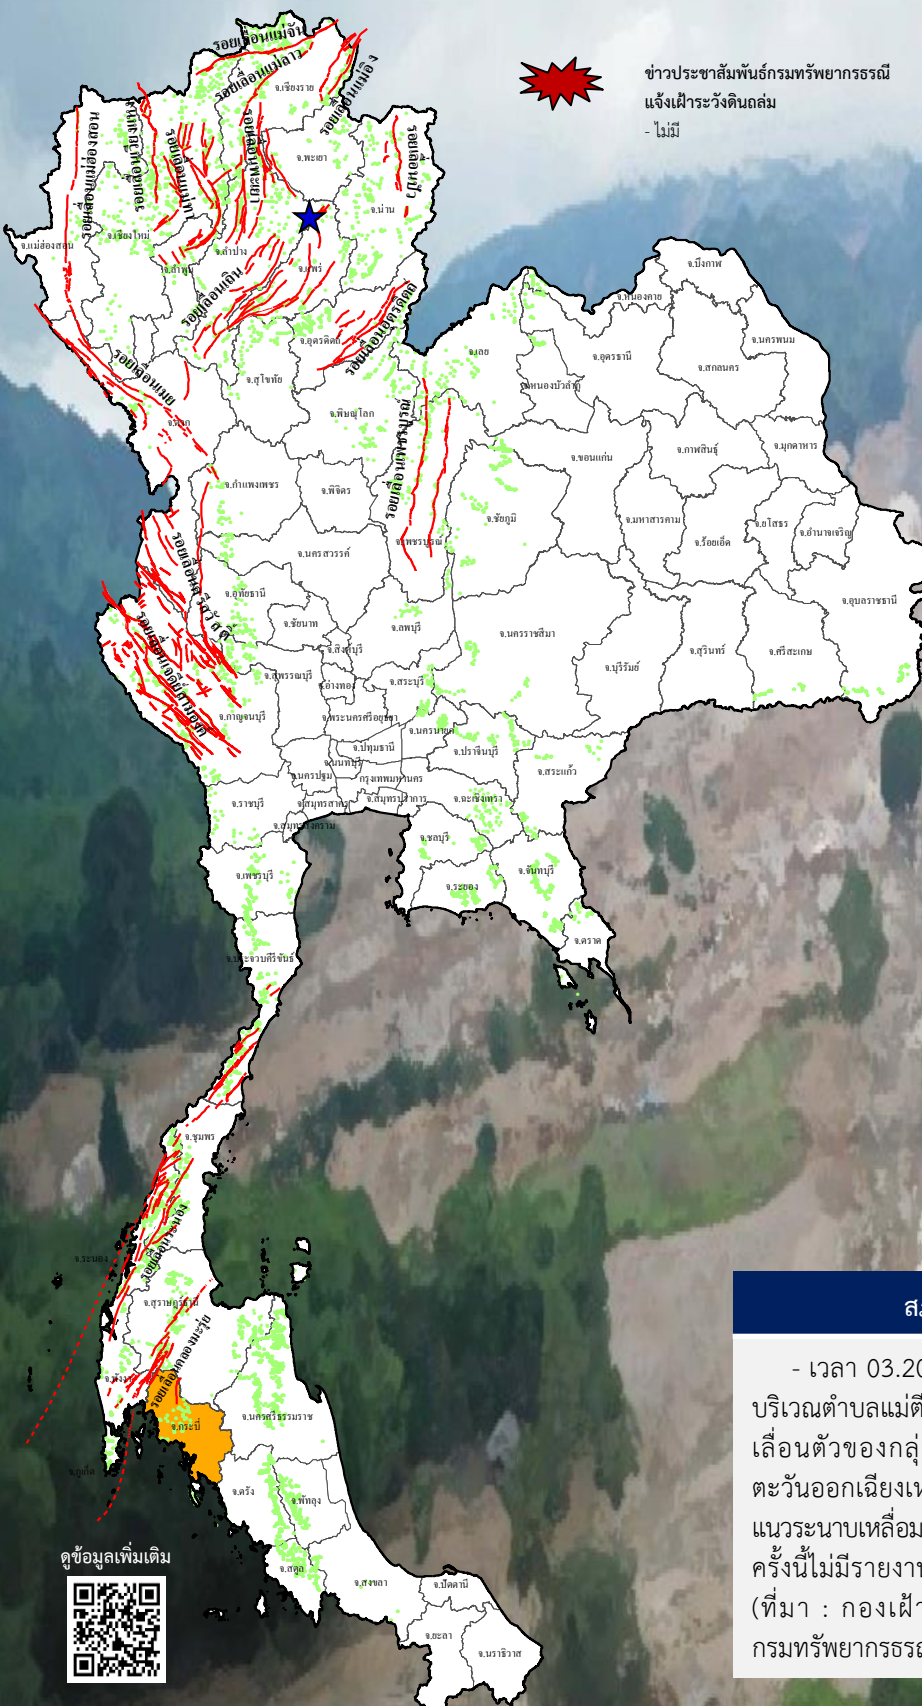 ข่าวประชาสัมพันธ์กรมทรัพยากรธรณี
แจ้งเฝ้าระวังดินถล่ม
- ไม่มี
รอยเลื่อนแม่จัน
รอยเลื่อนแม่ลาว
รอยเลื่อนแม่อิง
จ.เชียงราย
รอยเลื่อนแม่ฮ่องสอน
รอยเลื่อนแม่ทา
รอยเลื่อนพะเยา
รอยเลื่อนปัว
จ.พะเยา
จ.น่าน
จ.แม่ฮ่องสอน
จ.เชียงใหม่
จ.ลำปาง
จ.ลำพูน
จ.แพร่
รอยเลื่อนเถิน
จ.อุตรดิตถ์
รอยเลื่อนอุตรดิตถ์
จ.บึงกาฬ
จ.หนองคาย
จ.นครพนม
จ.เลย
จ.อุดรธานี
จ.สกลนคร
จ.หนองบัวลำภู
รอยเลื่อนเมย
จ.สุโขทัย
จ.ตาก
จ.พิษณุโลก
รอยเลื่อนเพชรบูรณ์
จ.ขอนแก่น
จ.กาฬสินธุ์
จ.มุกดาหาร
จ.กำแพงเพชร
จ.พิจิตร
จ.ชัยภูมิ
จ.มหาสารคาม
จ.ร้อยเอ็ด
จ.ยโสธร
จ.อำนาจเจริญ
จ.เพชรบูรณ์
จ.นครสวรรค์
รอยเลื่อนศรีสวัสดิ์
จ.อุทัยธานี
จ.อุบลราชธานี
จ.ชัยนาท
จ.ลพบุรี
จ.นครราชสีมา
จ.บุรีรัมย์
จ.สุรินทร์
จ.ศรีสะเกษ
รอยเลื่อนเจดีย์สามองค์
จ.สิงห์บุรี
จ.สุพรรณบุรี
จ.อ่างทอง
จ.สระบุรี
จ.กาญจนบุรี
จ.พระนครศรีอยุธยา
จ.นครนายก
จ.ปทุมธานี
จ.ปราจีนบุรี
จ.นนทบุรี
จ.สระแก้ว
จ.นครปฐม
กรุงเทพมหานคร
จ.ราชบุรี
จ.สมุทรสาคร
จ.สมุทรปราการ
จ.ฉะเชิงเทรา
จ.สมุทรสงคราม
จ.ชลบุรี
จ.เพชรบุรี
จ.ระยอง
จ.จันทบุรี
จ.ตราด
จ.ประจวบคีรีขันธ์
จ.ชุมพร
รอยเลื่อนระนอง
จ.ระนอง
จ.สุราษฎร์ธานี
รอยเลื่อนคลองมะรุ่ย
จ.พังงา
จ.กระบี่
จ.นครศรีธรรมราช
จ.ภูเก็ต
จ.ตรัง
จ.พัทลุง
จ.สตูล
จ.สงขลา
จ.ปัตตานี
จ.ยะลา
จ.นราธิวาส
ดูข้อมูลเพิ่มเติม
- เวลา 03.20
บริเวณตำบลแม่ตี
เลื่อนตัวของกลุ่
ตะวันออกเฉียงเห
แนวระนาบเหลื่อม
ครั้งนี้ไม่มีรายงาน
(ที่มา : กองเฝ้า
กรมทรัพยากรธรณ